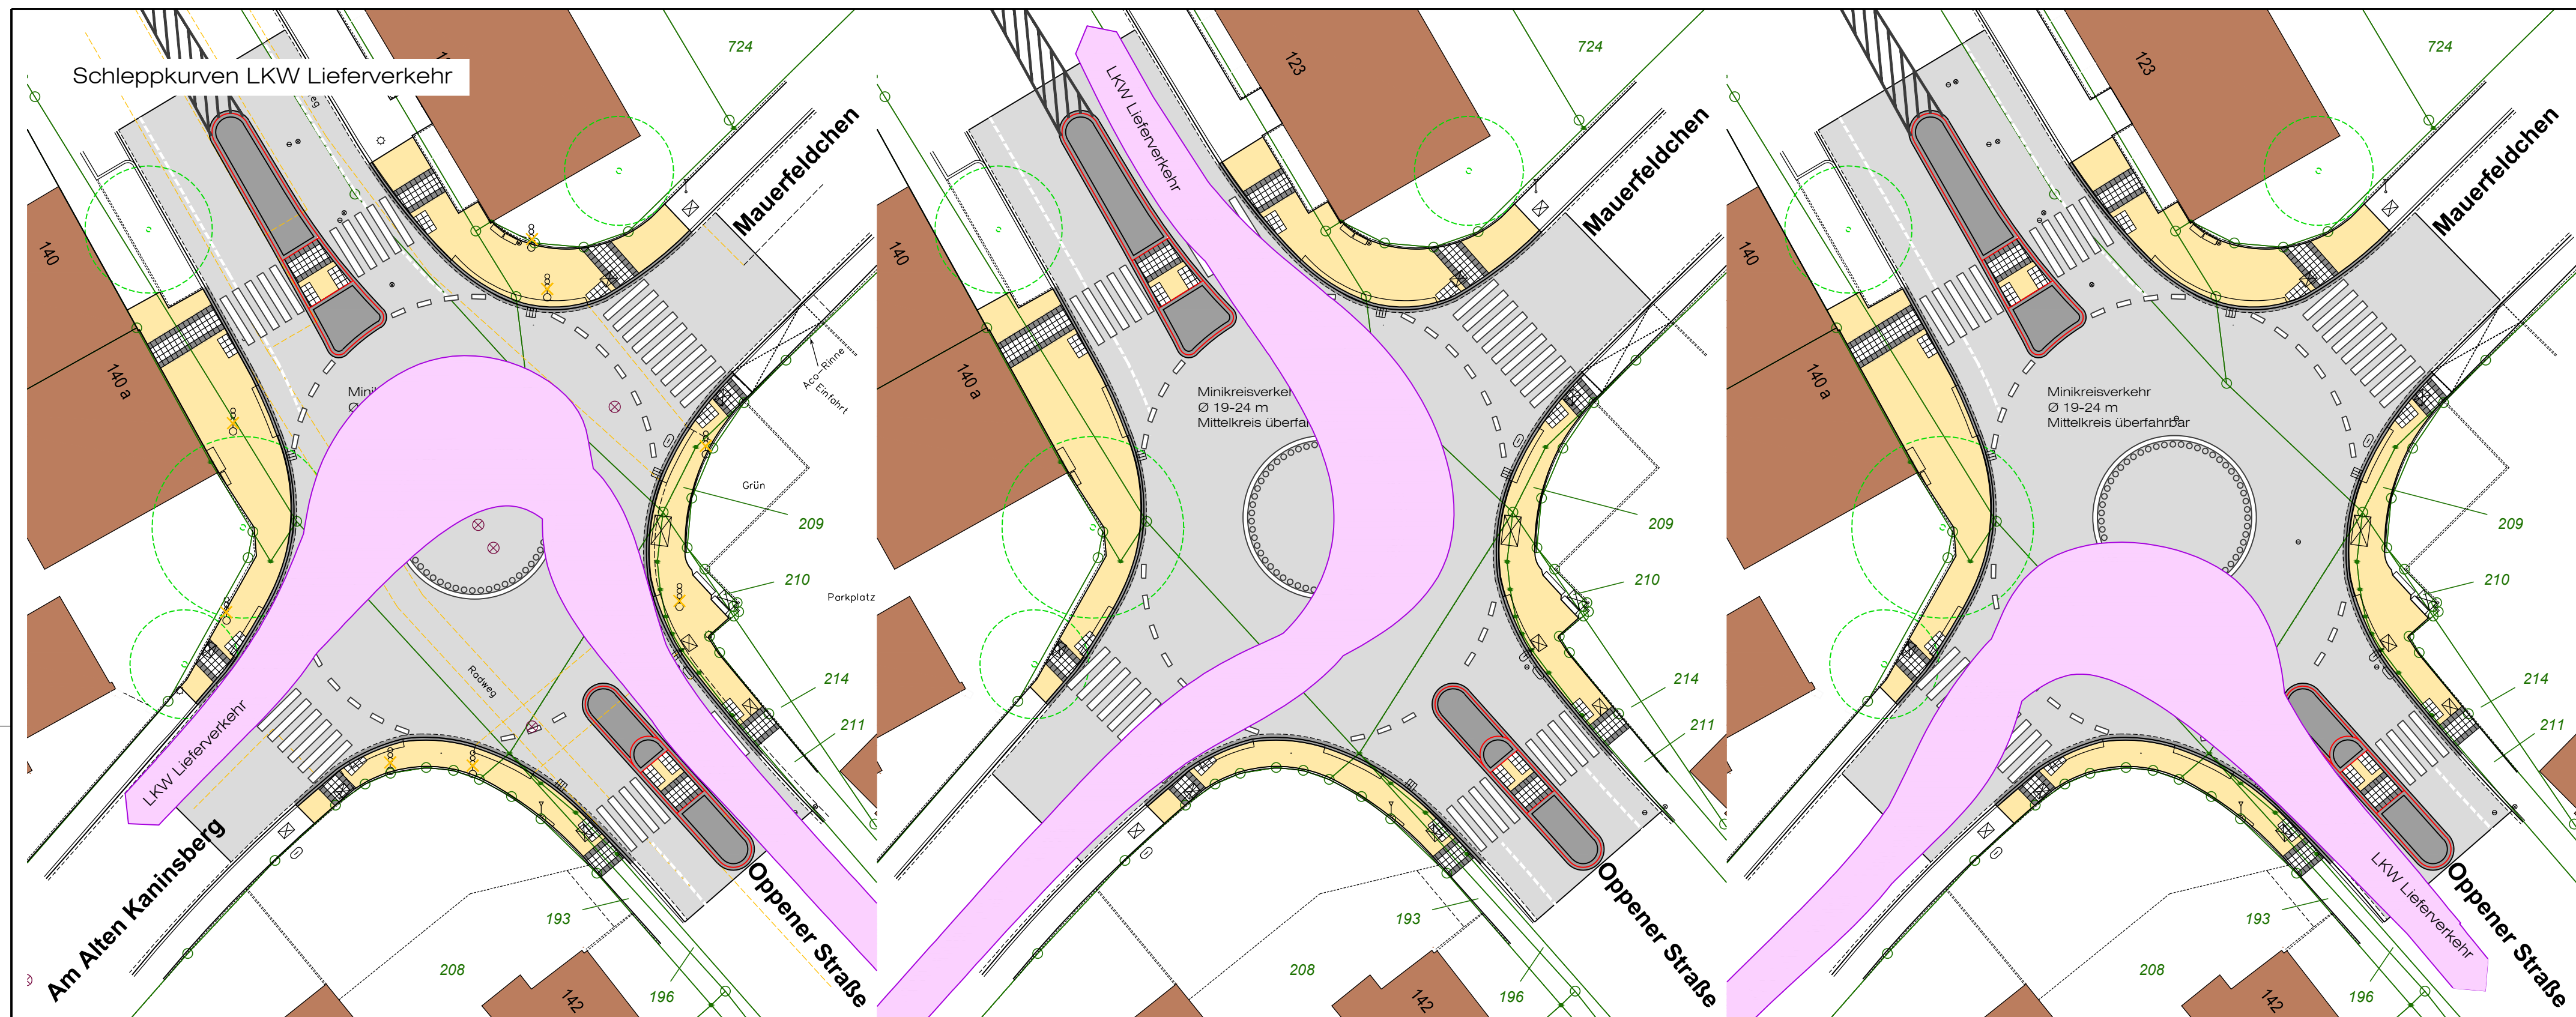 Schleppkurven LKW Lieferverkehr
724
Mauerfeldchen
140
140 a
Aco-Rinne
Einfahrt
Grün
209
210
Parkplatz
214
211
Radweg
LKW Lieferverkehr
Am Alten Kaninsberg
Oppener Straße
193
208
196
142
LKW Lieferverkehr
123
724
Mauerfeldchen
140
140 a
Minikreisverkehr
Ø 19-24 m
Mittelkreis überfa
209
210
214
211
Oppener Straße
193
208
196
142
123
724
Mauerfeldchen
140
140 a
Minikreisverkehr
Ø 19-24 m
Mittelkreis überfahrbar
209
210
214
211
LKW Lieferverkehr
Oppener Straße
193
208
196
142